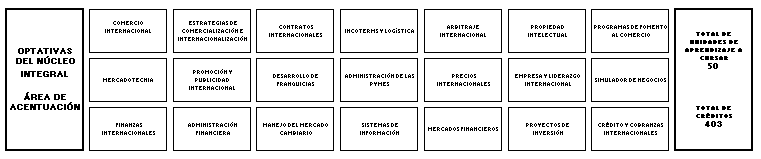 OPTATIVAS
DEL NÚCLEO
INTEGRAL
ÁREA DE
ACENTUACIÓN
COMERCIO
INTERNACIONAL
ESTRATEGIAS DE
COMERCIALIZACIÓN E
INTERNACIONALIZACIÓN
CONTRATOS
INTERNACIONALES
INCOTERMS Y LOGÍSTICA
ARBITRAJE
INTERNACIONAL
PROPIEDAD
INTELECTUAL
PROGRAMAS DE FOMENTO
AL COMERCIO
MERCADOTECNIA
PROMOCIÓN Y
PUBLICIDAD
INTERNACIONAL
DESARROLLO DE
FRANQUICIAS
ADMINISTRACIÓN DE LAS
PYMES
PRECIOS
INTERNACIONALES
EMPRESA Y LIDERAZGO
INTERNACIONAL
SIMULADOR DE NEGOCIOS
FINANZAS
INTERNACIONALES
ADMINISTRACIÓN
FINANCIERA
MANEJO DEL MERCADO
CAMBIARIO
SISTEMAS DE
INFORMACIÓN
MERCADOS FINANCIEROS
PROYECTOS DE
INVERSIÓN
CRÉDITO Y COBRANZAS
INTERNACIONALES
TOTAL DE
UNIDADES DE
APRENDIZAJE A
CURSAR
50
TOTAL DE
CRÉDITOS
403